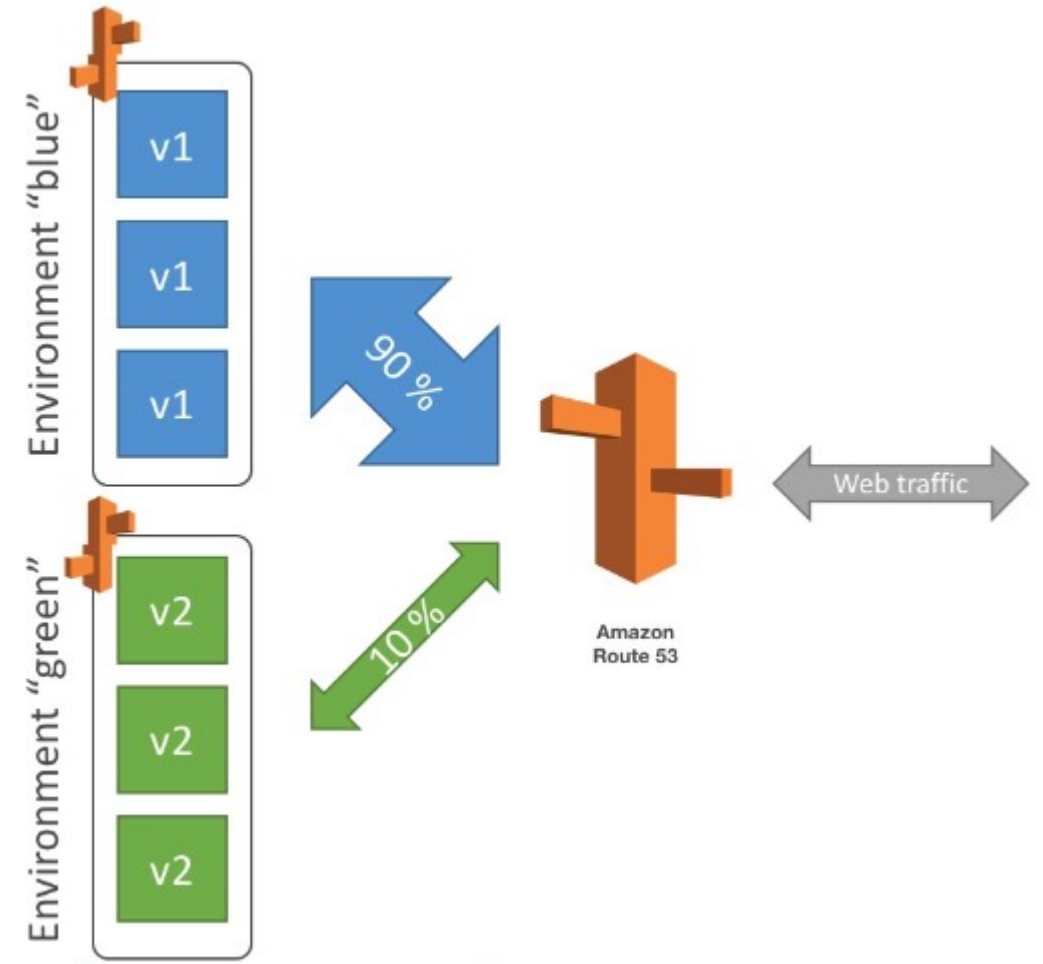 Environment “blue”
v1
v1
v1
90 %
Web traffic
Amazon
Route 53
10 %
Environment “green”
v2
v2
v2